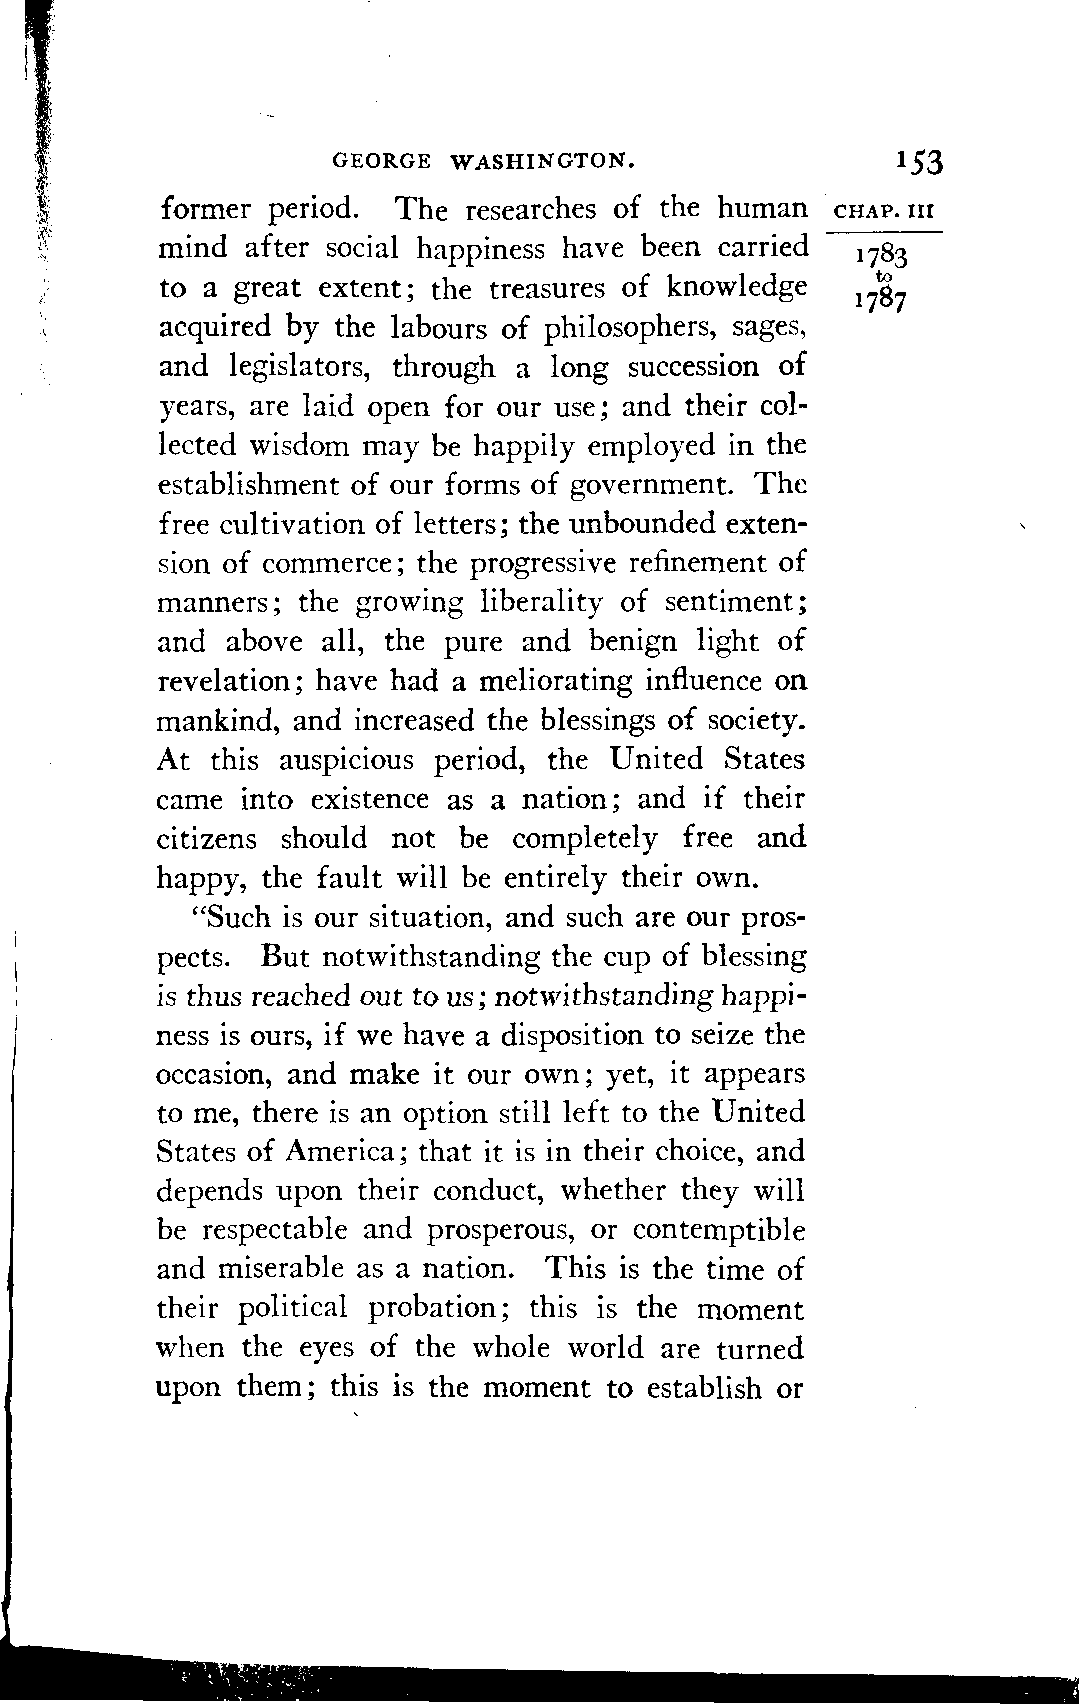 GEORGE WASHINGTON. 153
former period. The researches of the human
mind after social happiness have been carried
to a great extent; the treasures of knowledge
acquired by the labours of philosophers, sages,
and legislators, through a long succession of
years, are laid open for our use; and their col-
lected wisdom may be happily employed in the
establishment of our forms of government. The
free cultivation of letters; the unbounded exten-
sion of commerce; the progressive refinement of
manners; the growing liberality of sentiment;
and above all, the pure and benign light of
revelation; have had a meliorating influence on
mankind, and increased the blessings of society.
At this auspicious period, the United States
came into existence as a nation; and if their
citizens should not be completely free and
happy, the fault will be entirely their own.
"Such is our situation, and such are our pros-
pects. But notwithstanding the cup of blessing
is thus reached out to us; notwithstanding happi-
ness is ours, if we have a disposition to seize the
occasion, and make it our own; yet, it appears
to me, there is an option still left to the United
States of America; that it is in their choice, and
depends upon their conduct, whether they will
be respectable and prosperous, or contemptible
and miserable as a nation. This is the time of
their political probation; this is the moment
when the eyes of the whole world are turned
upon them; this is the moment to establish or
CHAP. III
1783
to
1787